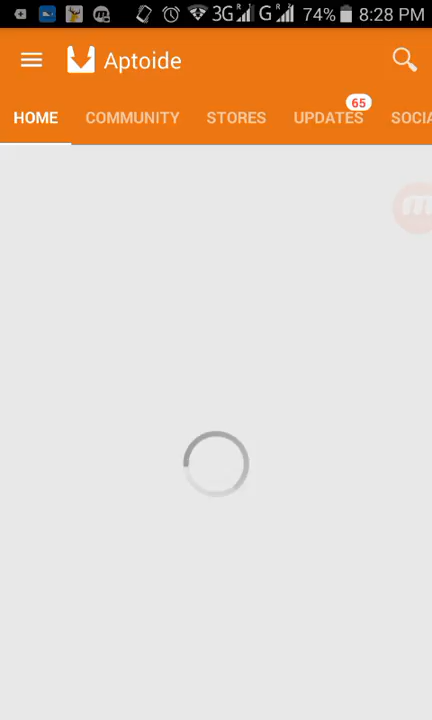 3G R G R 74% 8:28 PM
Aptoide
65
HOME COMMUNITY STORES UPDATES SOCIA